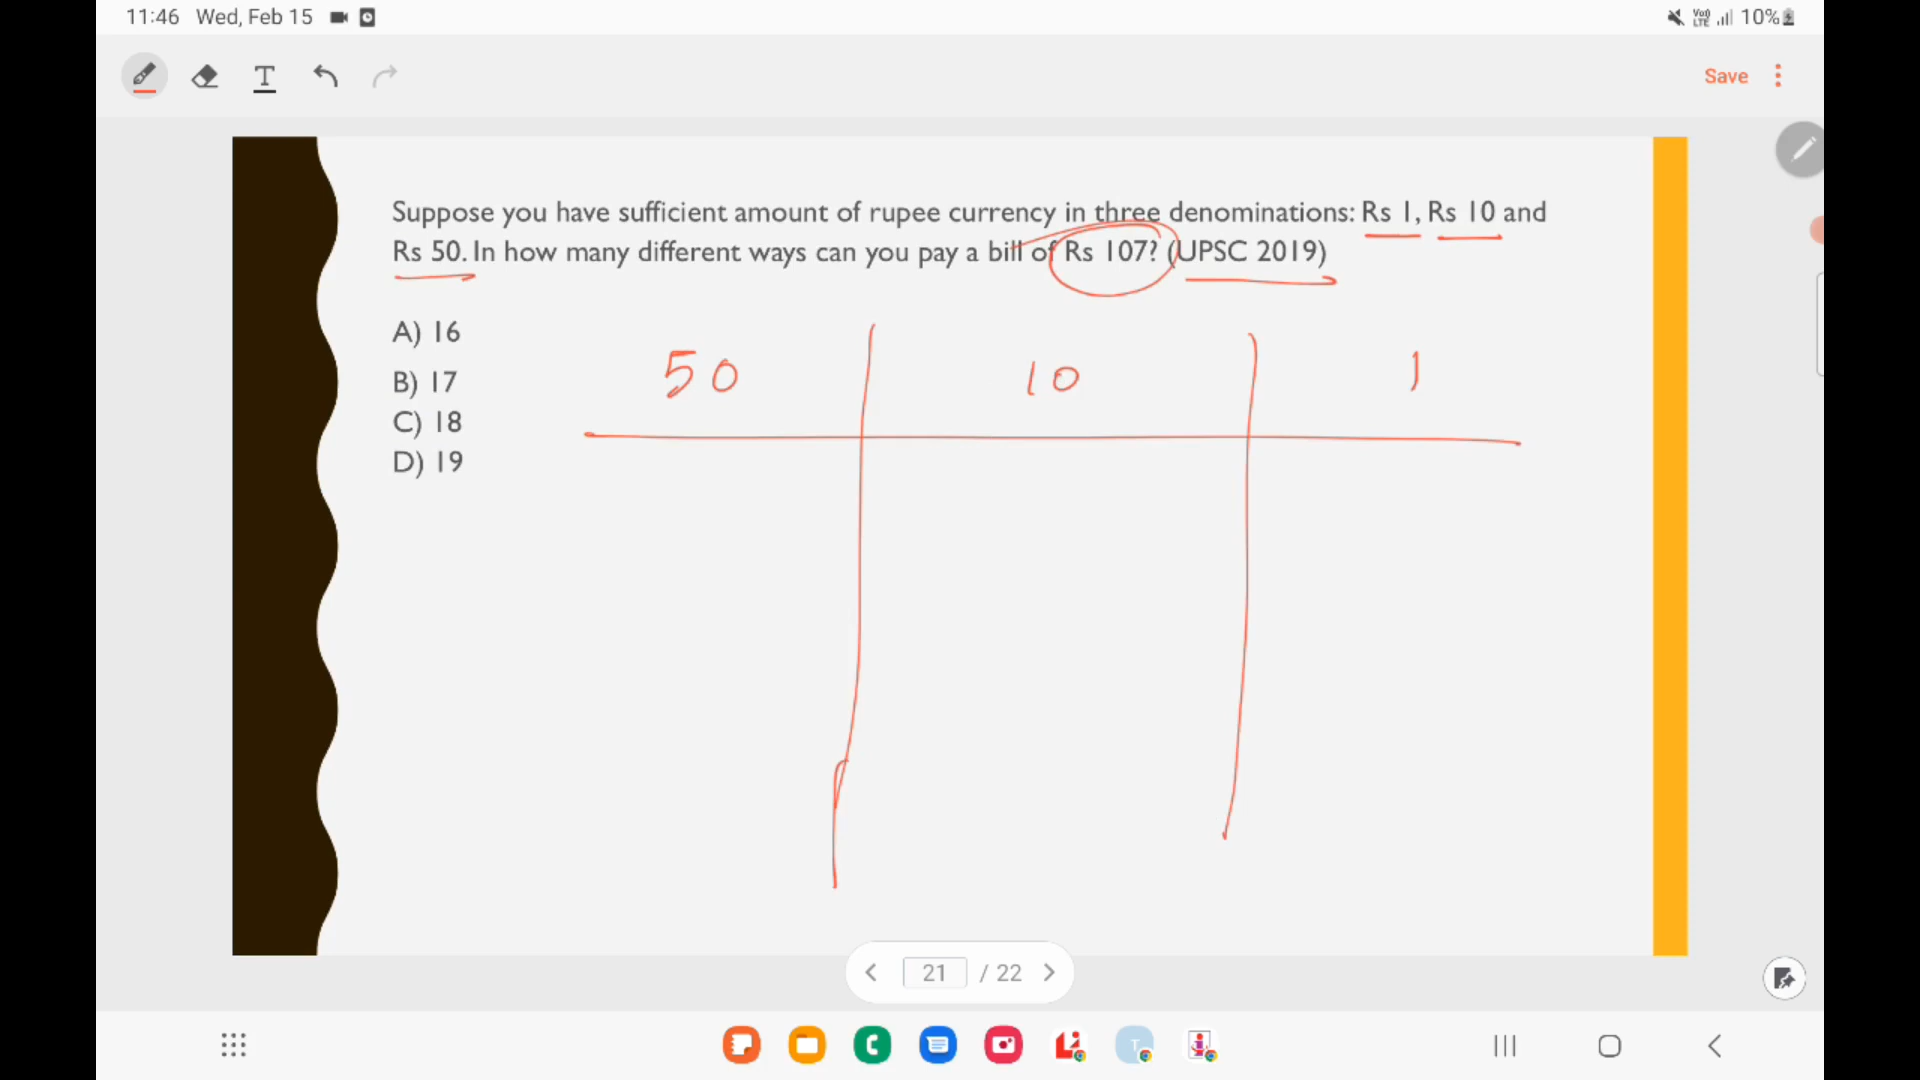 11:46 Wed, Feb 15
Vo) LTE 10%
T
Save
Suppose you have sufficient amount of rupee currency in three denominations: Rs 1, Rs 10 and
Rs 50. In how many different ways can you pay a bill of Rs 107? (UPSC 2019)
A) 16
B) 17
C) 18
D) 19
50 10 1
21 / 22
T